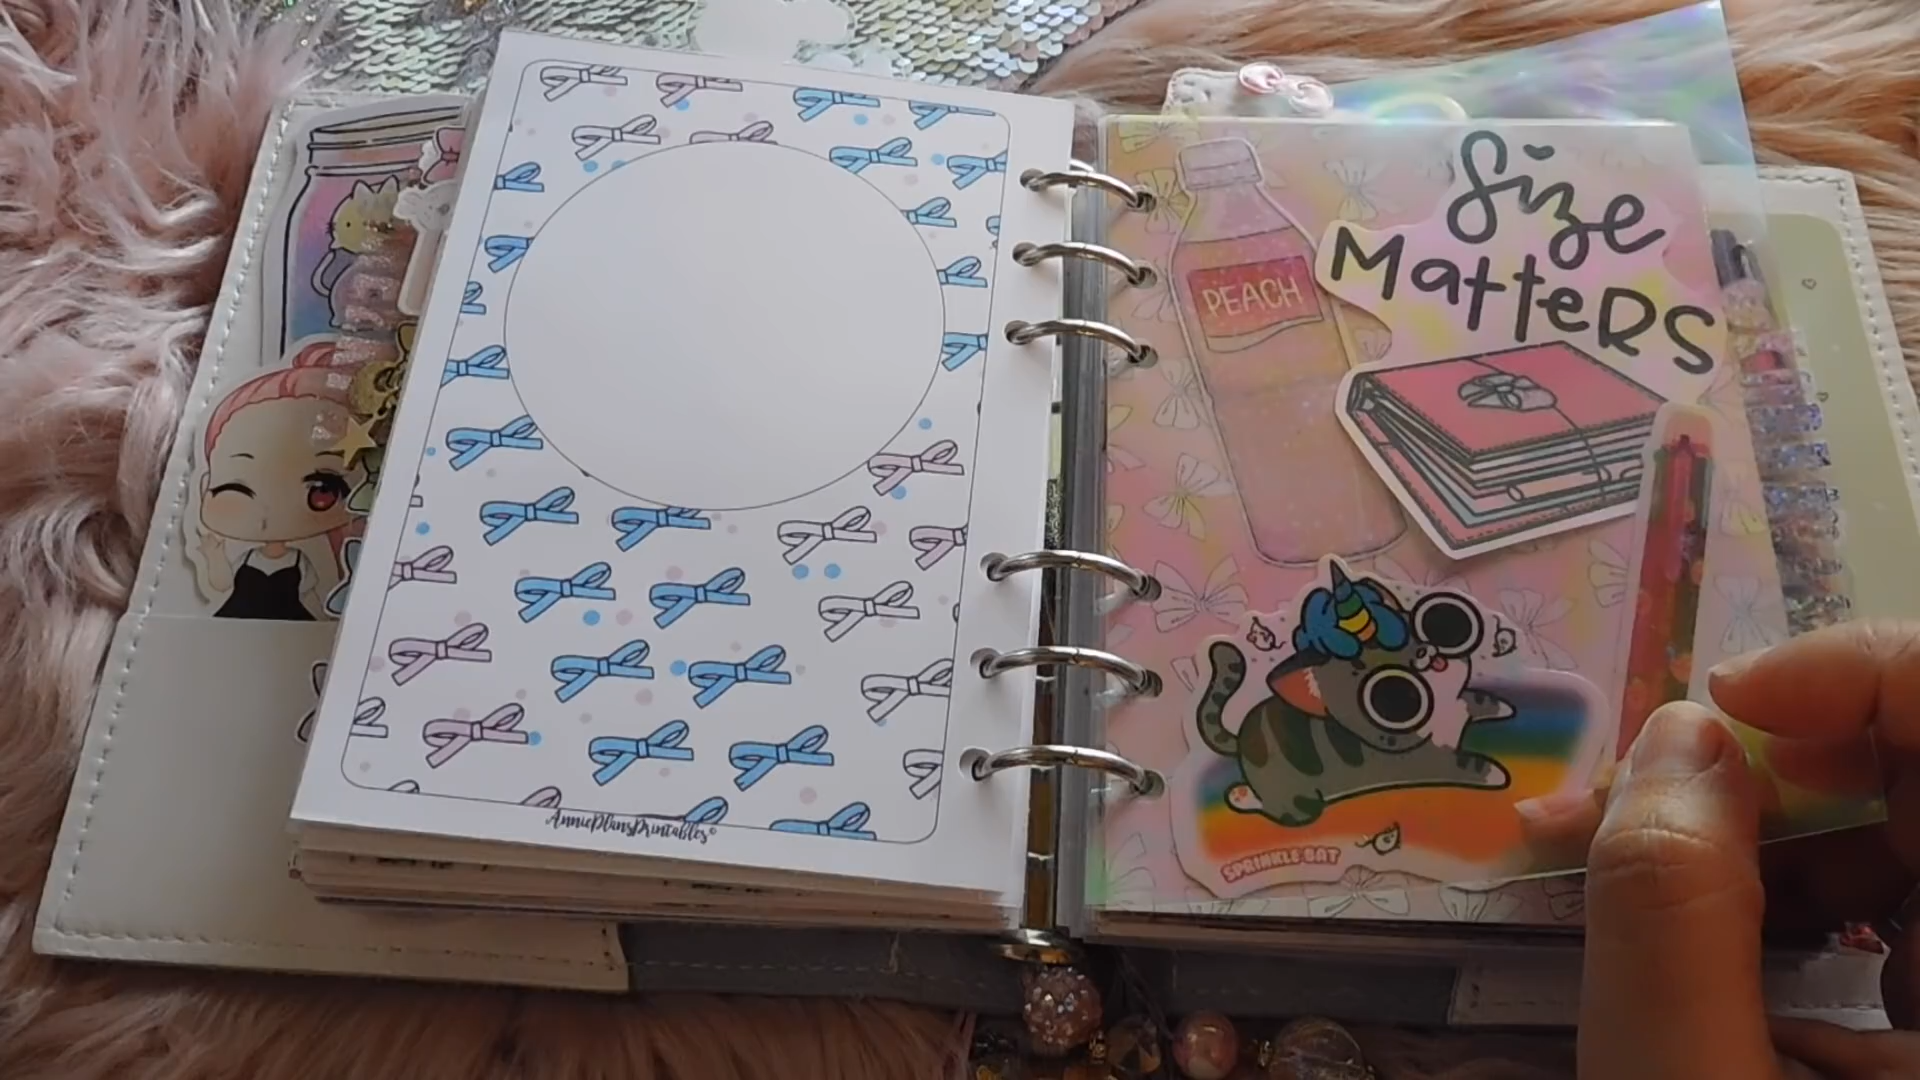 AnniePlansPrintables©
Size
MatteRS
PEACH
SPRINKLE BAT